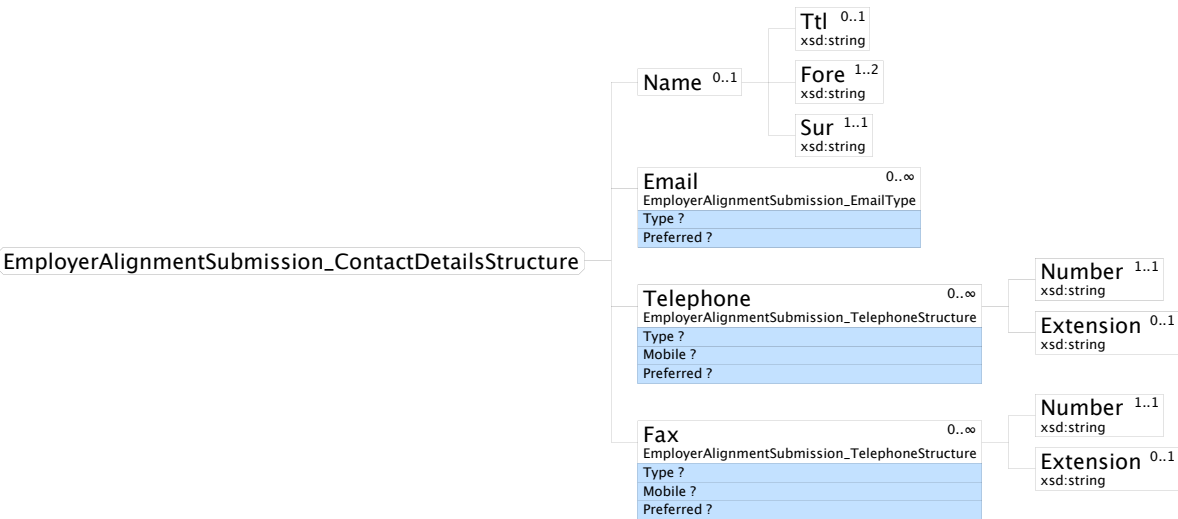 EmployerAlignmentSubmission_ContactDetailsStructure
Name 0..1
Ttl 0..1
xsd:string
Fore 1..2
xsd:string
Sur 1..1
xsd:string
Email 0..∞
EmployerAlignmentSubmission_EmailType
Type ?
Preferred ?
Telephone 0..∞
EmployerAlignmentSubmission_TelephoneStructure
Type ?
Mobile ?
Preferred ?
Number 1..1
xsd:string
Extension 0..1
xsd:string
Fax 0..∞
EmployerAlignmentSubmission_TelephoneStructure
Type ?
Mobile ?
Preferred ?
Number 1..1
xsd:string
Extension 0..1
xsd:string